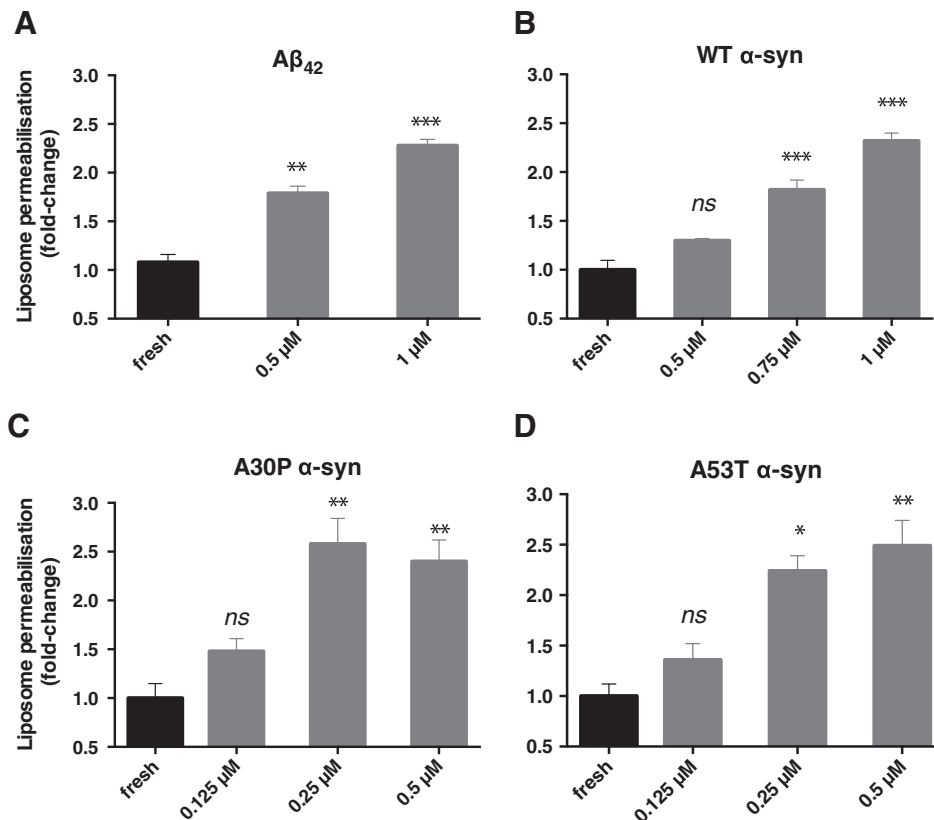 A
B
Aβ42
WT α-syn
Liposome permeabilisation
(fold-change)
3.0
2.5
2.0
1.5
1.0
0.5
**
***
fresh
0.5 µM
1 µM
3.0
2.5
2.0
1.5
1.0
0.5
ns
***
***
fresh
0.5 µM
0.75 µM
1 µM
C
D
A30P α-syn
A53T α-syn
Liposome permeabilisation
(fold-change)
3.0
2.5
2.0
1.5
1.0
0.5
ns
**
**
fresh
0.125 µM
0.25 µM
0.5 µM
3.0
2.5
2.0
1.5
1.0
0.5
ns
*
**
fresh
0.125 µM
0.25 µM
0.5 µM